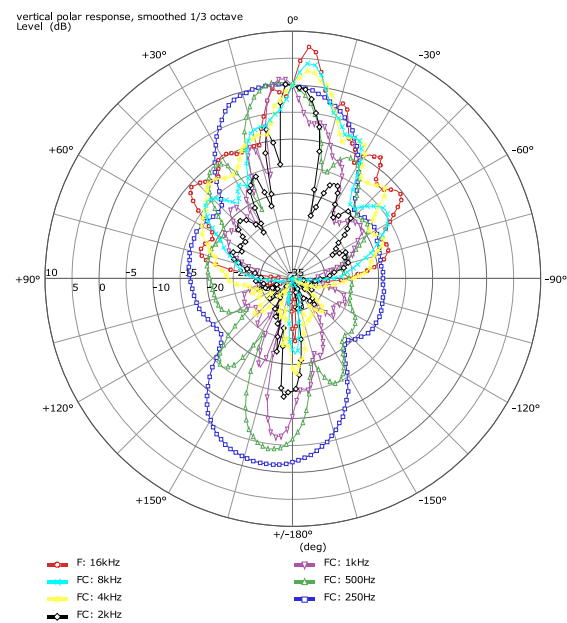 vertical polar response, smoothed 1/3 octave
Level (dB)
0°
+30°
-30°
+60°
-60°
+90° 10 5 0 -5 -10 -15 -20 -35 -90°
+120°
-120°
+150°
-150°
+/-180°
(deg)
F: 16kHz
FC: 8kHz
FC: 4kHz
FC: 2kHz
FC: 1kHz
FC: 500Hz
FC: 250Hz